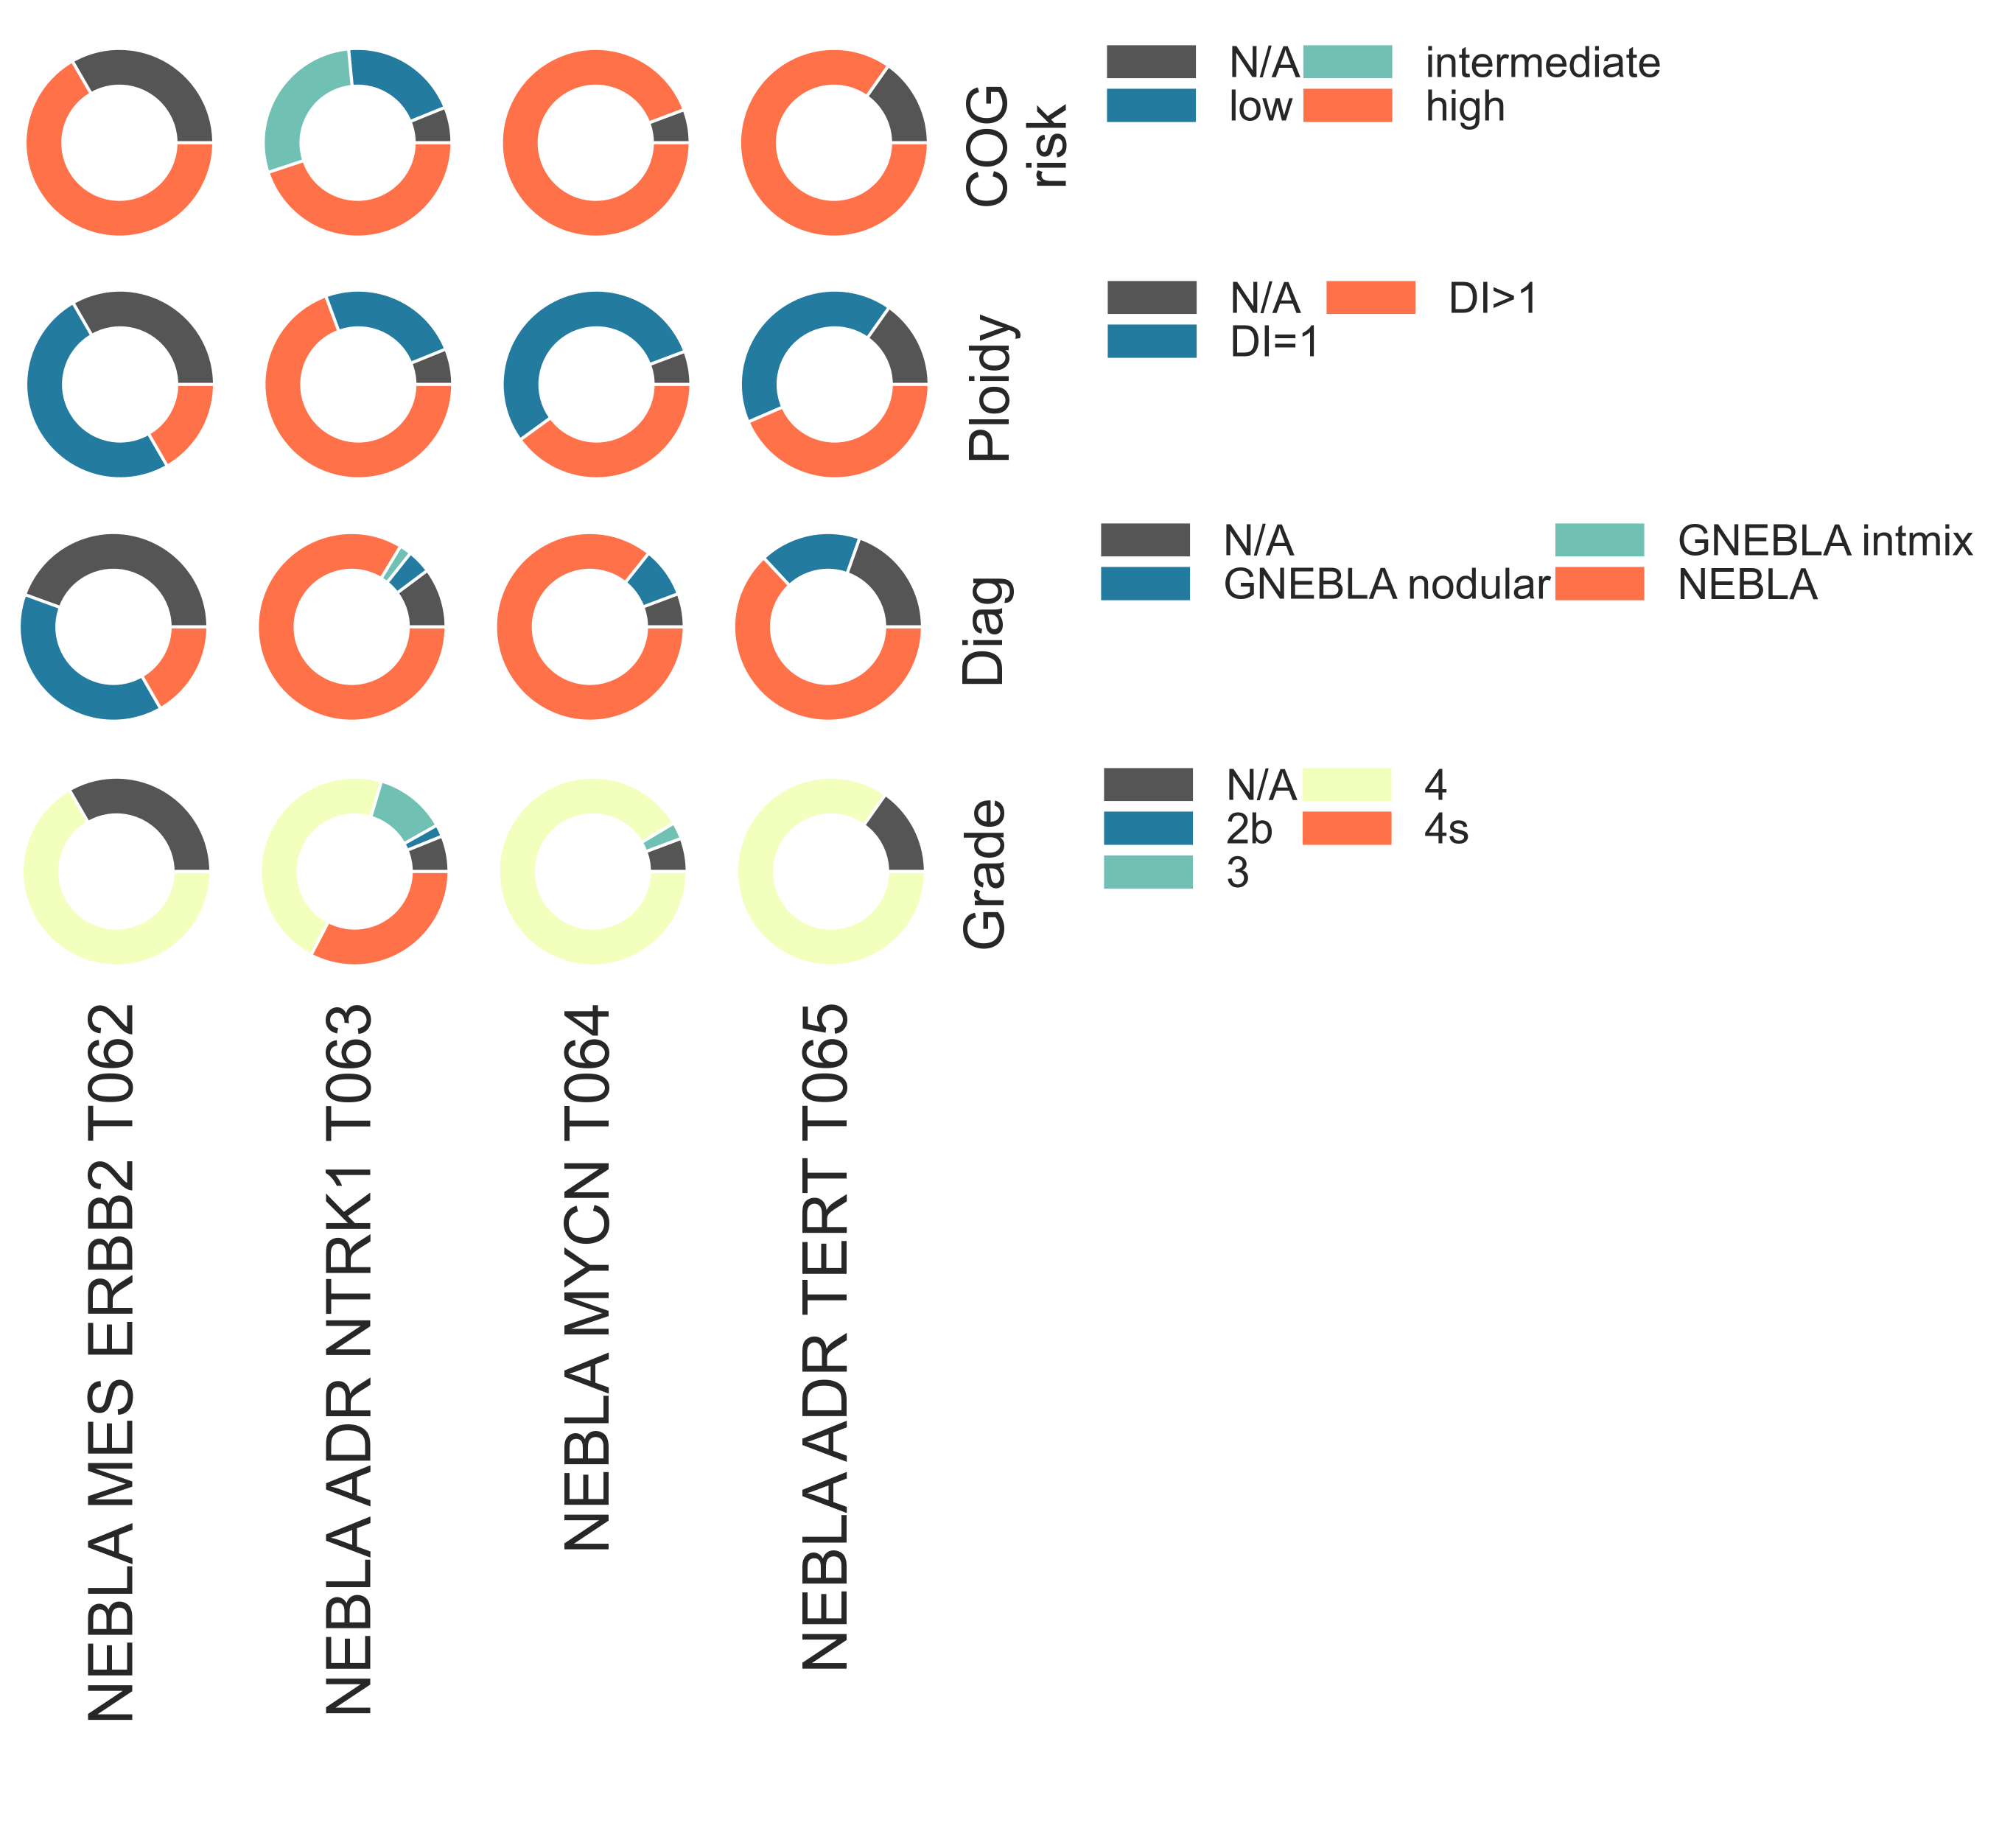 COG
risk
N/A intermediate
low high
Ploidy
N/A DI>1
DI=1
Diag
N/A GNEBLA intmix
GNEBLA nodular NEBLA
Grade
N/A 4
2b 4s
3
NEBLA MES ERBB2 T062
NEBLA ADR NTRK1 T063
NEBLA MYCN T064
NEBLA ADR TERT T065